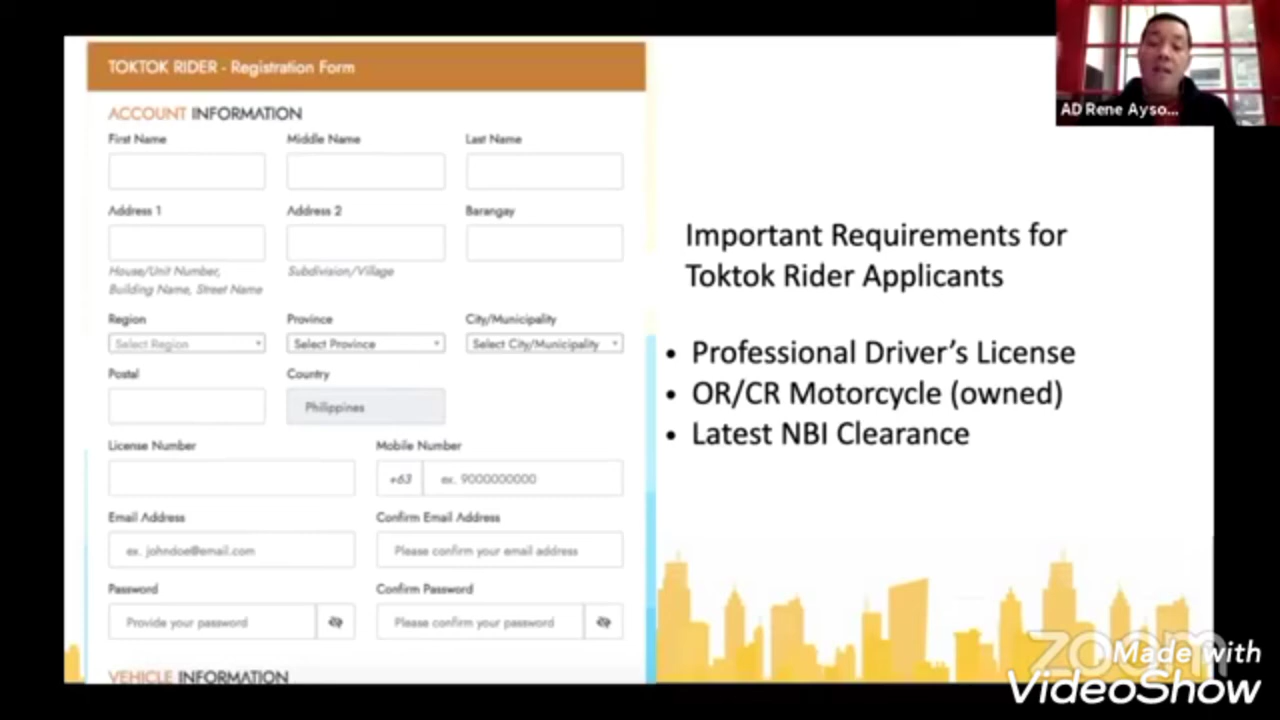 TOKTOK RIDER - Registration Form
ACCOUNT INFORMATION
First Name Middle Name Last Name
Address 1 Address 2 Barangay
House/Unit Number, Subdivision/Village
Building Name, Street Name
Region Province City/Municipality
Select Region Select Province Select City/Municipality
Postal Country
Philippines
License Number Mobile Number
+63 ex. 9000000000
Email Address Confirm Email Address
ex. johndoe@email.com Please confirm your email address
Password Confirm Password
Provide your password Please confirm your password
VEHICLE INFORMATION
AD Rene Ayso...
Important Requirements for
Toktok Rider Applicants
• Professional Driver's License
• OR/CR Motorcycle (owned)
• Latest NBI Clearance
zoom
Made with
VideoShow